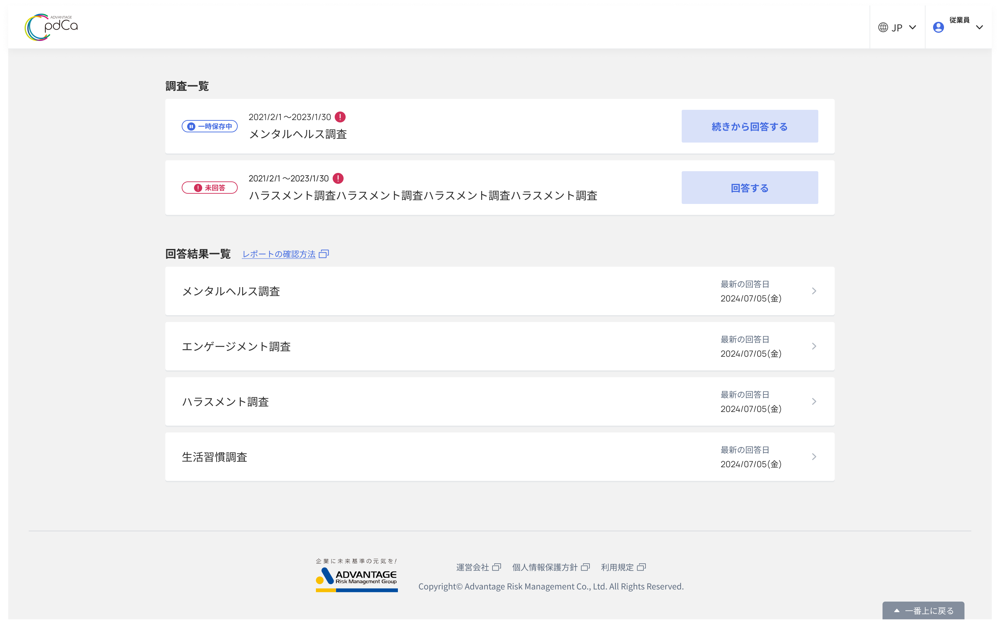 ADVANTAGE
pdCa
JP
従業員
調査一覧
一時保存中
2021/2/1～2023/1/30
メンタルヘルス調査
続きから回答する
未回答
2021/2/1～2023/1/30
ハラスメント調査ハラスメント調査ハラスメント調査ハラスメント調査
回答する
回答結果一覧 レポートの確認方法
メンタルヘルス調査
最新の回答日
2024/07/05(金)
エンゲージメント調査
最新の回答日
2024/07/05(金)
ハラスメント調査
最新の回答日
2024/07/05(金)
生活習慣調査
最新の回答日
2024/07/05(金)
企業に未来基準の元気を!
ADVANTAGE
Risk Management Group
運営会社 個人情報保護方針 利用規定
Copyright© Advantage Risk Management Co., Ltd. All Rights Reserved.
一番上に戻る